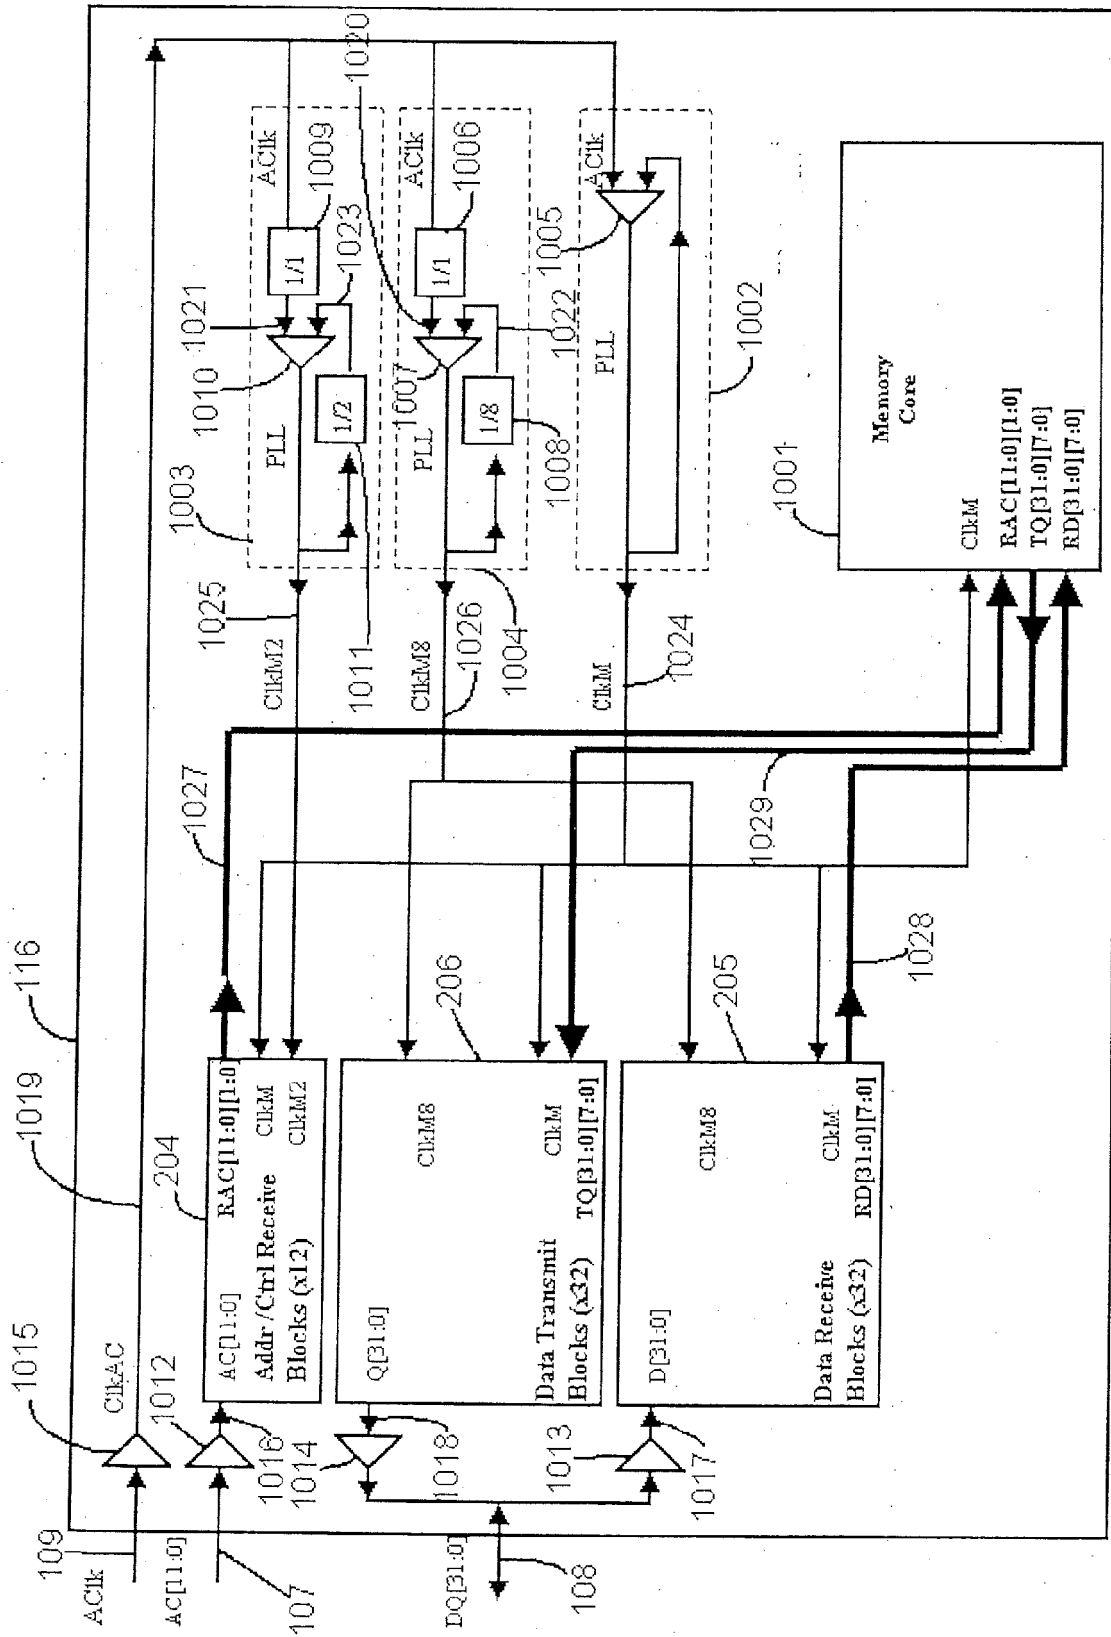 116
1019
1015
ClkAC
109
AClk
1012
AC[11:0]
107
1016
204
AC[11:0]
RAC[11:0][1:0]
Addr/Ctrl Receive
Blocks (x12)
ClkM
ClkM2
1014
1018
Q[31:0]
206
ClkM8
Data Transmit
Blocks (x32)
ClkM
TQ[31:0][7:0]
DQ[31:0]
108
1013
1017
D[31:0]
205
ClkM8
Data Receive
Blocks (x32)
ClkM
RD[31:0][7:0]
1027
1025
ClkM2
1011
1003
PLL
1/2
1010
1021
1/1
1023
AClk
1009
1020
ClkM8
1026
1004
PLL
1007
1/8
1008
1022
1/1
AClk
1006
ClkM
1024
PLL
1005
AClk
1002
1029
1028
1001
Memory
Core
ClkM
RAC[11:0][1:0]
TQ[31:0][7:0]
RD[31:0][7:0]